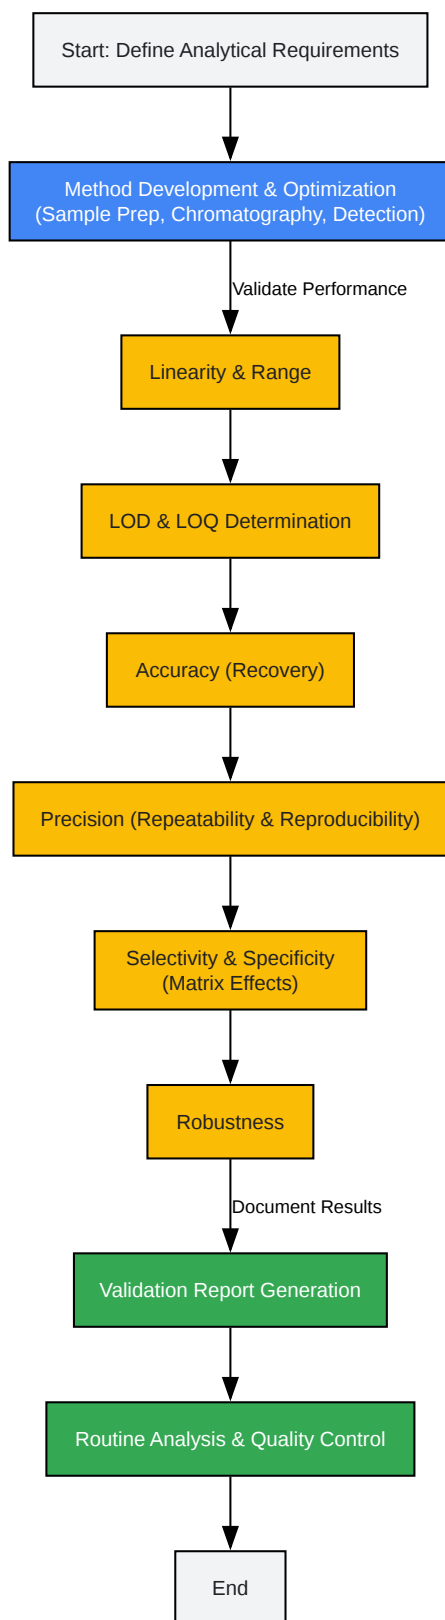 Start: Define Analytical Requirements
Method Development & Optimization
(Sample Prep, Chromatography, Detection)
Validate Performance
Linearity & Range
LOD & LOQ Determination
Accuracy (Recovery)
Precision (Repeatability & Reproducibility)
Selectivity & Specificity
(Matrix Effects)
Robustness
Document Results
Validation Report Generation
Routine Analysis & Quality Control
End